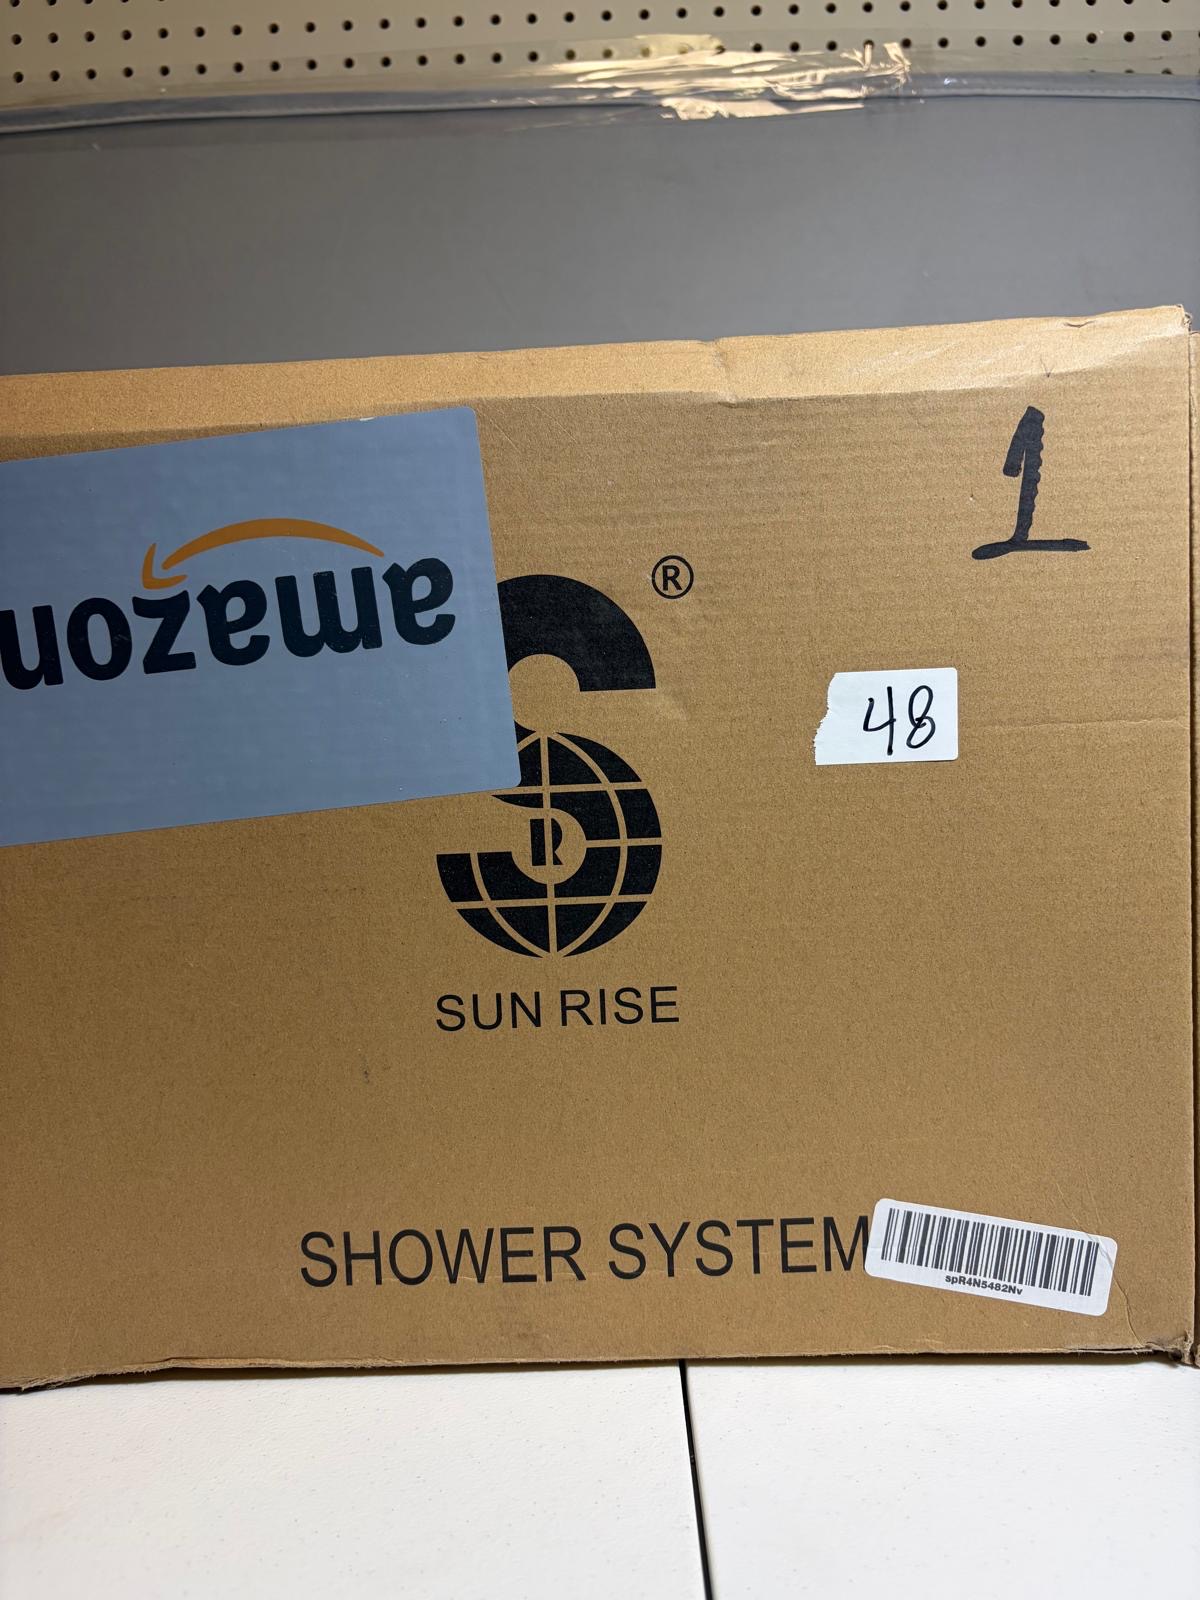 1
amazon
®
48
R
SUN RISE
SHOWER SYSTEM
spR4N5482Nv